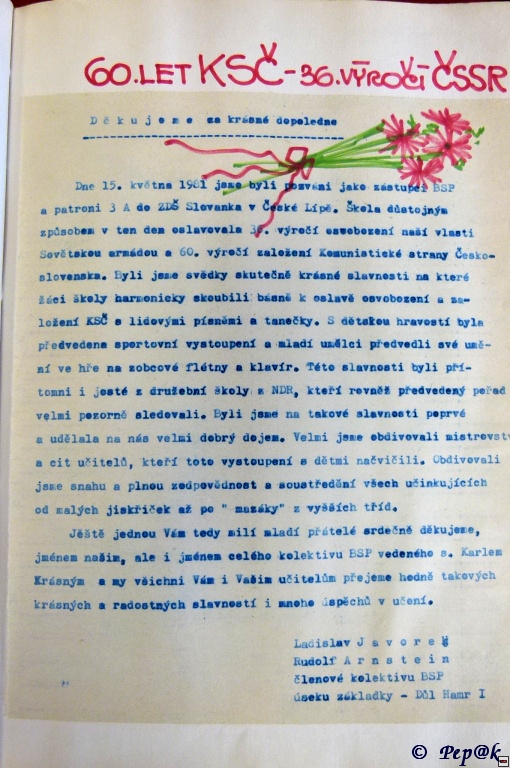 60. LET KSČ - 36. VÝROČÍ - ČSSR
D ě k u j e m e za krásné dopoledne
Dne 15. května 1981 jsme byli pozváni jako zástupci BSP
a patroni 3 A do ZDŠ Slovanka v České Lípě. Škola důstojným
způsobem v ten den oslavovala 36. výročí osvobození naší vlasti
Sovětskou armádou a 60. výročí založení Komunistické strany Česko-
slovenska. Byli jsme svědky skutečně krásné slavnosti na které
žáci školy harmonicky skoubili básně k oslavě osvobození a za-
ložení KSČ s lidovými písněmi a tanečky. S dětskou hravostí byla
předvedena sportovní vystoupení a mladí umělci předvedli své umě-
ní ve hře na zobcové flétny a klavír. Této slavnosti byli pří-
tomni i josté z družební školy z NDR, kteří rovněž předvedený pořad
velmi pozorně sledovali. Byli jsme na takové slavnosti poprvé
a udělala na nás velmi dobrý dojem. Velmi jsme obdivovali mistrovstv
a cit učitelů, kteří toto vystoupení s dětmi nacvičili. Obdivovali
jsme snahu a plnou zodpovědnost a soustředění všech učinkujících
od malých jiskřiček až po " mazáky" z vyšších tříd.
Ještě jednou Vám tedy milí mladí přátelé srdečně děkujeme,
jménem naším, ale i jménem celého kolektivu BSP vedeného s. Karlem
Krásným a my všichni Vám i Vašim učitelům přejeme hodně takových
krásných a radostných slavností i mnoho úspěchů v učení.
Ladislav J a v o r e k
Rudolf A r n s t e i n
členové kolektivu BSP
úseku základky - Důl Hamr I
© Pep@k